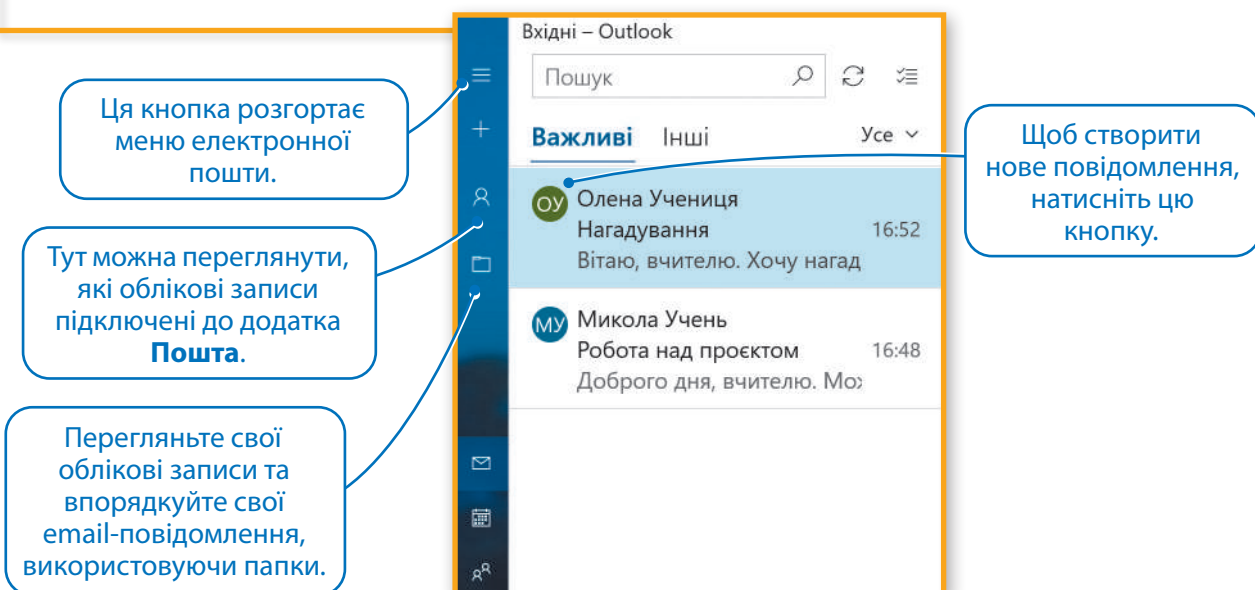 Вхідні – Outlook
Пошук
Важливі Інші Усе
ОУ Олена Учениця
Нагадування 16:52
Вітаю, вчителю. Хочу нагад
МУ Микола Учень
Робота над проєктом 16:48
Доброго дня, вчителю. Мо
Ця кнопка розгортає
меню електронної
пошти.
Тут можна переглянути,
які облікові записи
підключені до додатка
Пошта.
Перегляньте свої
облікові записи та
впорядкуйте свої
email-повідомлення,
використовуючи папки.
Щоб створити
нове повідомлення,
натисніть цю
кнопку.